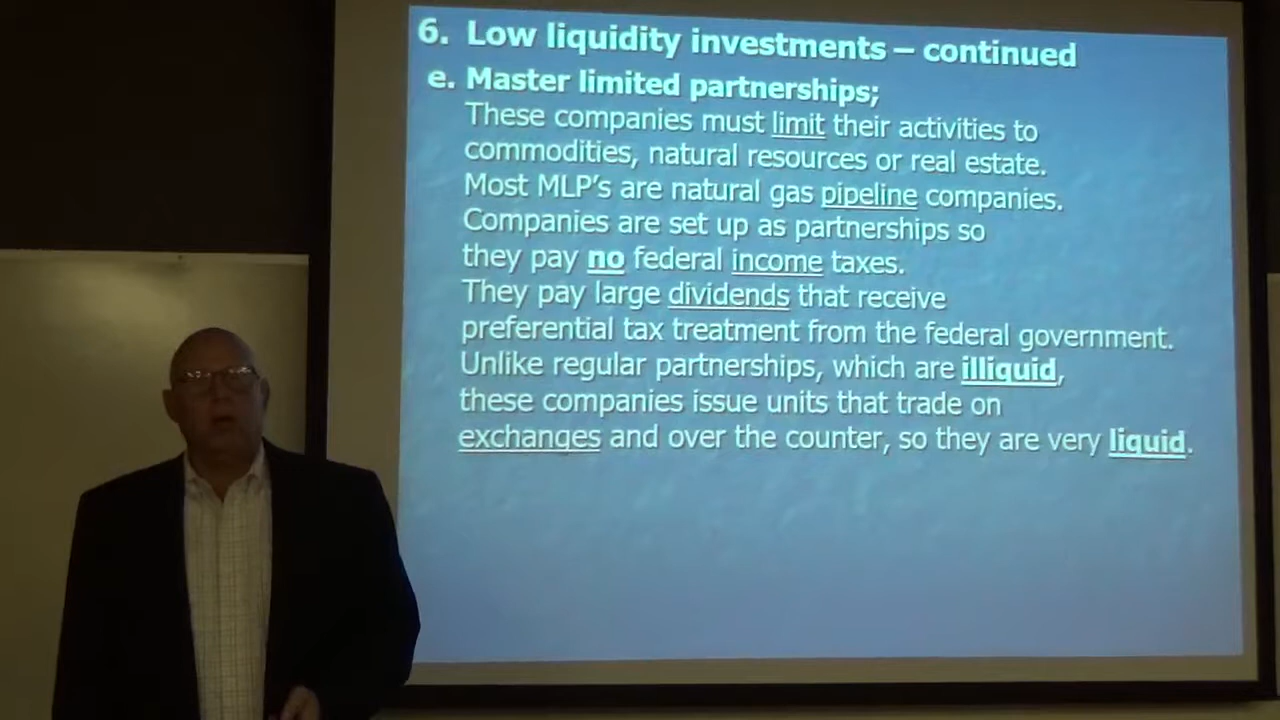 6. Low liquidity investments – continued
e. Master limited partnerships;
These companies must limit their activities to
commodities, natural resources or real estate.
Most MLP's are natural gas pipeline companies.
Companies are set up as partnerships so
they pay no federal income taxes.
They pay large dividends that receive
preferential tax treatment from the federal government.
Unlike regular partnerships, which are illiquid,
these companies issue units that trade on
exchanges and over the counter, so they are very liquid.